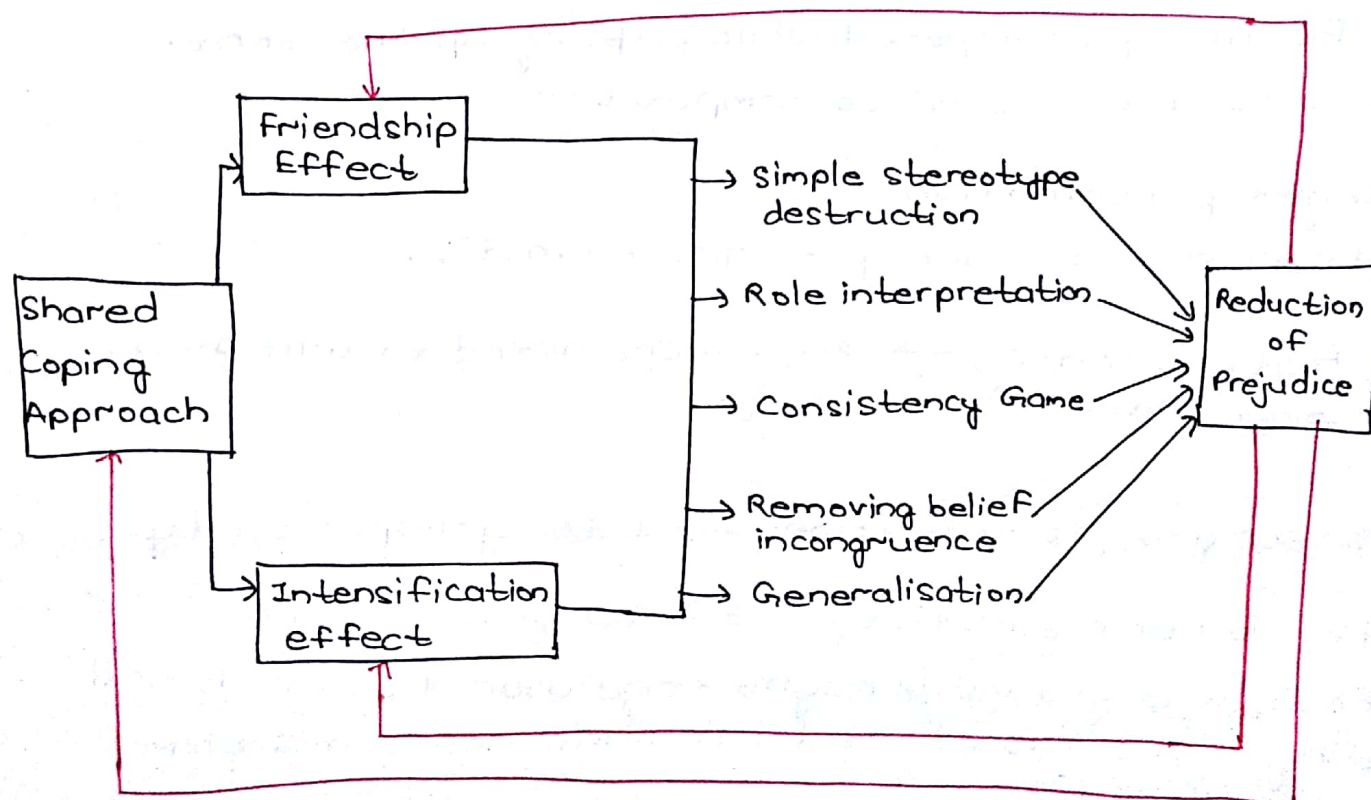 Friendship
Effect
Simple stereotype
destruction
Shared
Coping
Approach
Role interpretation
Reduction
of
Prejudice
Consistency Game
Removing belief
incongruence
Intensification
effect
Generalisation